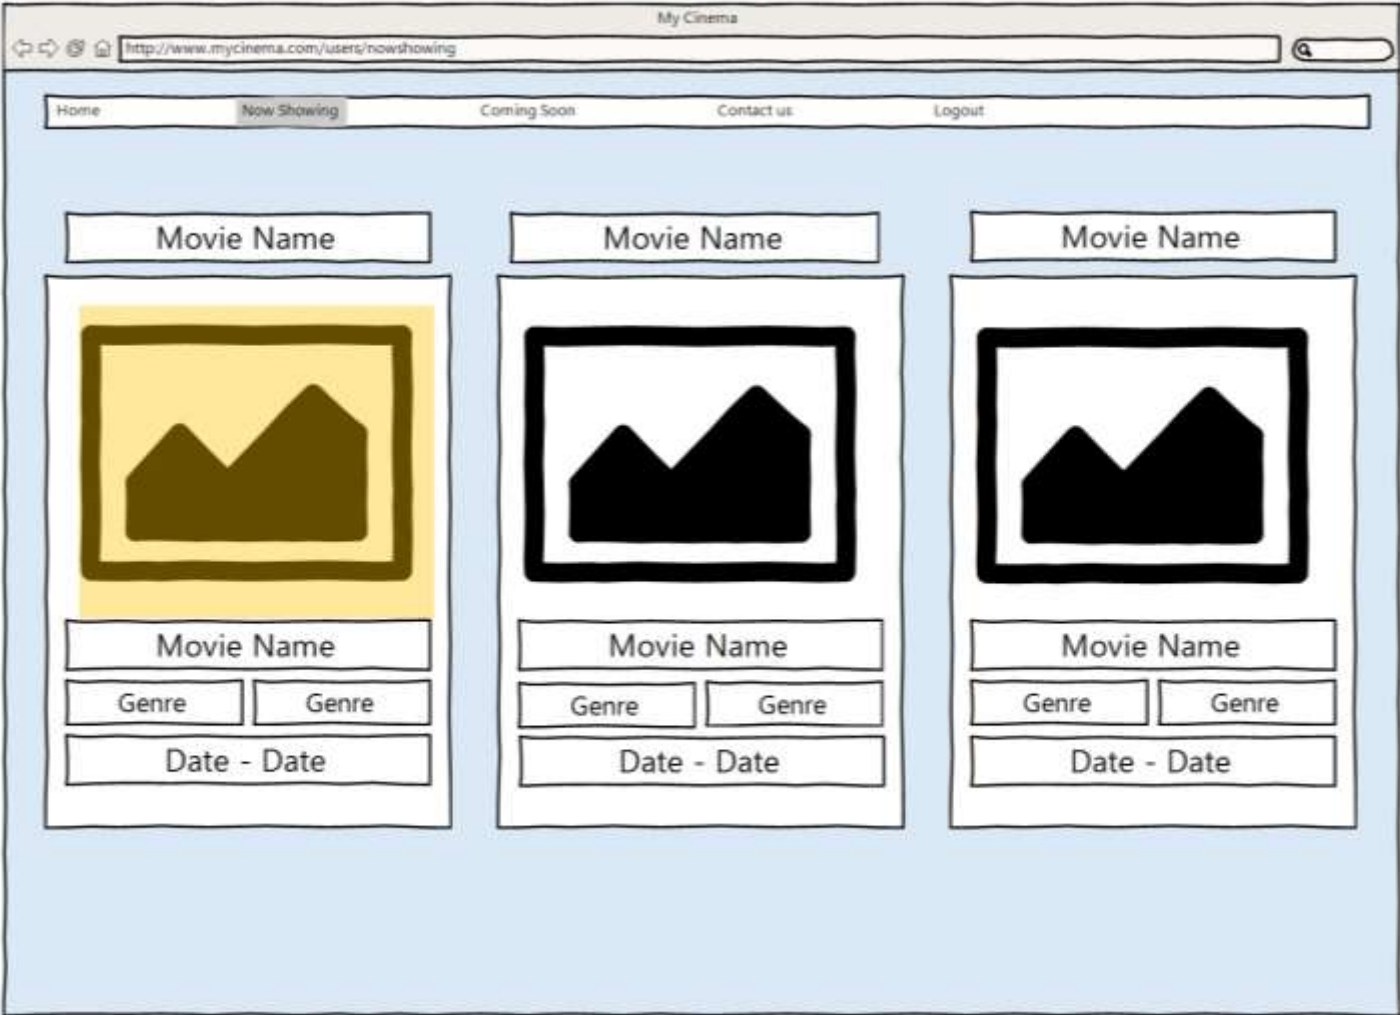 My Cinema
http://www.mycinema.com/users/nowshowing
Home Now Showing Coming Soon Contact us Logout
Movie Name Movie Name Movie Name
Movie Name Movie Name Movie Name
Genre Genre Genre Genre Genre Genre
Date - Date Date - Date Date - Date